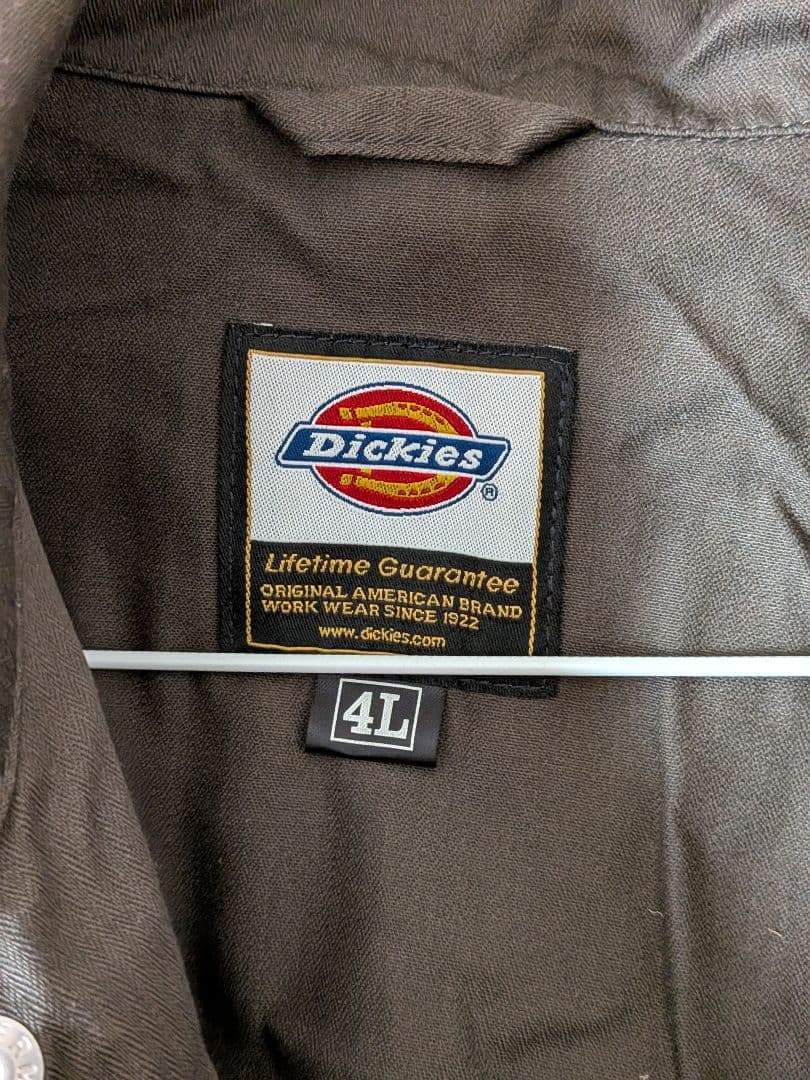 Dickies
®
Lifetime Guarantee
ORIGINAL AMERICAN BRAND
WORK WEAR SINCE 1922
www.dickies.com
4L